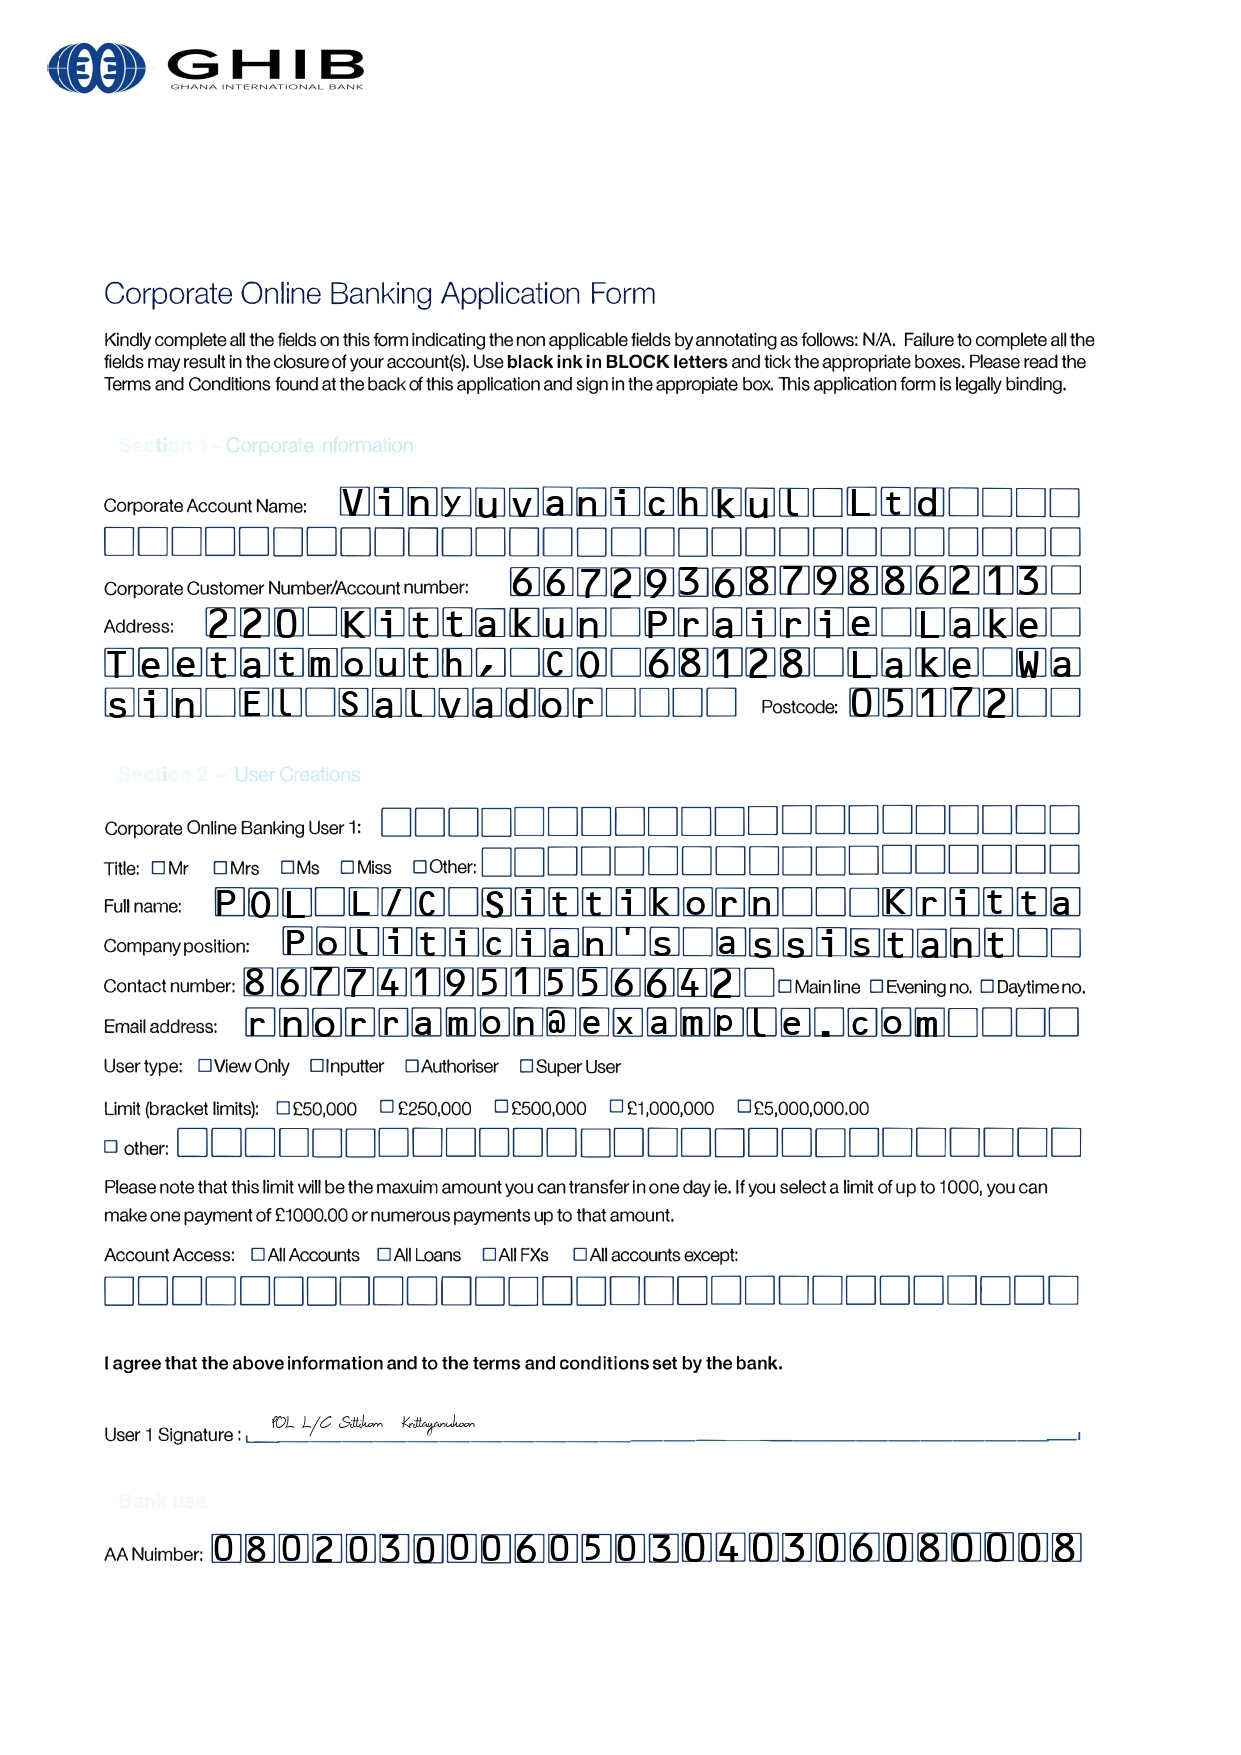 GHIB
GHANA INTERNATIONAL BANK
Corporate Online Banking Application Form
Kindly complete all the fields on this form indicating the non applicable fields by annotating as follows: N/A. Failure to complete all the
fields may result in the closure of your account(s). Use black ink in BLOCK letters and tick the appropriate boxes. Please read the
Terms and Conditions found at the back of this application and sign in the appropiate box. This application form is legally binding.
Section 1 – Corporate Information
Corporate Account Name: Vinyuvanichkul Ltd
Corporate Customer Number/Account number: 6672936879886213
Address: 220 Kittakun Prairie Lake
Teetatmouth, CO 68128 Lake Wa
sin El Salvador Postcode: 05172
Section 2 – User Creations
Corporate Online Banking User 1:
Title: Mr Mrs Ms Miss Other:
Full name: POL L/C Sittikorn Kritta
Company position: Politician's assistant
Contact number: 867741951556642 Main line Evening no. Daytime no.
Email address: rnorramon@example.com
User type: View Only Inputter Authoriser Super User
Limit (bracket limits): £50,000 £250,000 £500,000 £1,000,000 £5,000,000.00
other:
Please note that this limit will be the maxuim amount you can transfer in one day ie. If you select a limit of up to 1000, you can
make one payment of £1000.00 or numerous payments up to that amount.
Account Access: All Accounts All Loans All FXs All accounts except:
I agree that the above information and to the terms and conditions set by the bank.
User 1 Signature : POL L/C Sittikorn Krittayanukoon
Bank use
AA Nuimber: 08020300060503040306080008